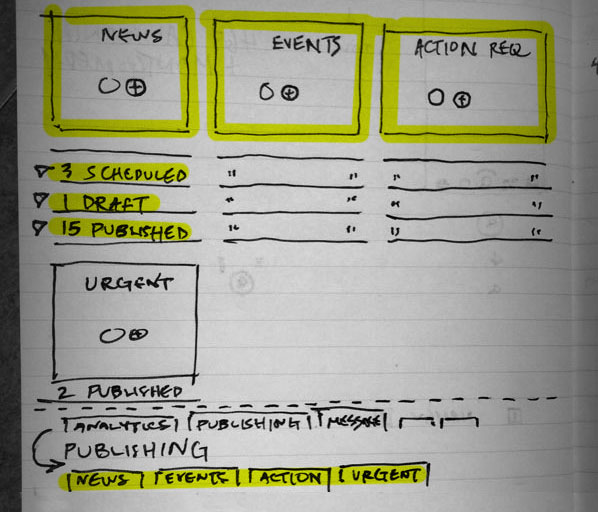 NEWS EVENTS ACTION REQ
3 SCHEDULED " " " "
1 DRAFT " " " "
15 PUBLISHED " " " "
URGENT
2 PUBLISHED
ANALYTICS PUBLISHING MESSAGE
PUBLISHING
NEWS EVENTS ACTION URGENT